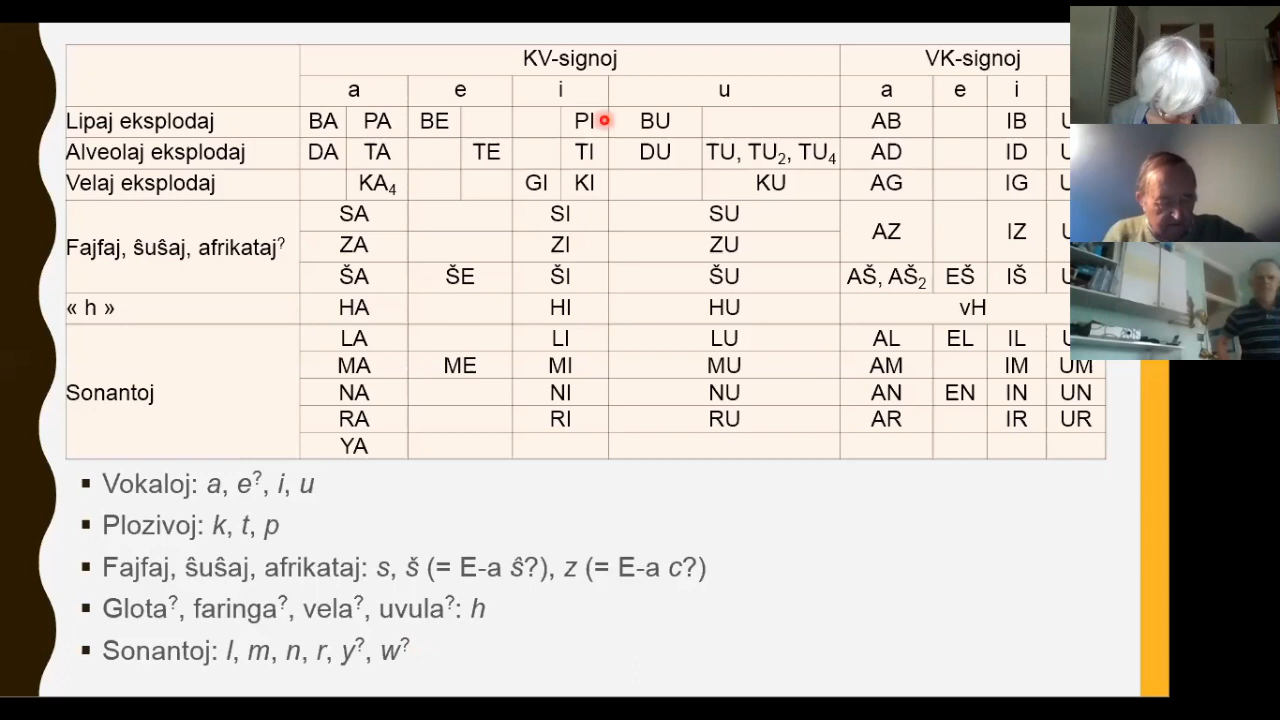 KV-signoj VK-signoj
a e i u a e i
Lipaj eksplodaj BA PA BE PI BU AB IB
Alveolaj eksplodaj DA TA TE TI DU TU, TU₂, TU₄ AD ID
Velaj eksplodaj KA₄ GI KI KU AG IG
SA SI SU
Fajfaj, ŝuŝaj, afrikataj? ZA ZI ZU AZ IZ
ŠA ŠE ŠI ŠU AŠ, AŠ₂ EŠ IŠ
« h » HA HI HU vH
LA LI LU AL EL IL
MA ME MI MU AM IM UM
Sonantoj NA NI NU AN EN IN UN
RA RI RU AR IR UR
YA
▪ Vokaloj: a, e?, i, u
▪ Plozivoj: k, t, p
▪ Fajfaj, ŝuŝaj, afrikataj: s, š (= E-a ŝ?), z (= E-a c?)
▪ Glota?, faringa?, vela?, uvula?: h
▪ Sonantoj: l, m, n, r, y?, w?